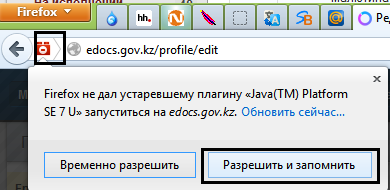 Firefox
hh.
Ре
edocs.gov.kz/profile/edit
Firefox не дал устаревшему плагину «Java(TM) Platform
SE 7 U» запуститься на edocs.gov.kz. Обновить сейчас...
Временно разрешить
Разрешить и запомнить